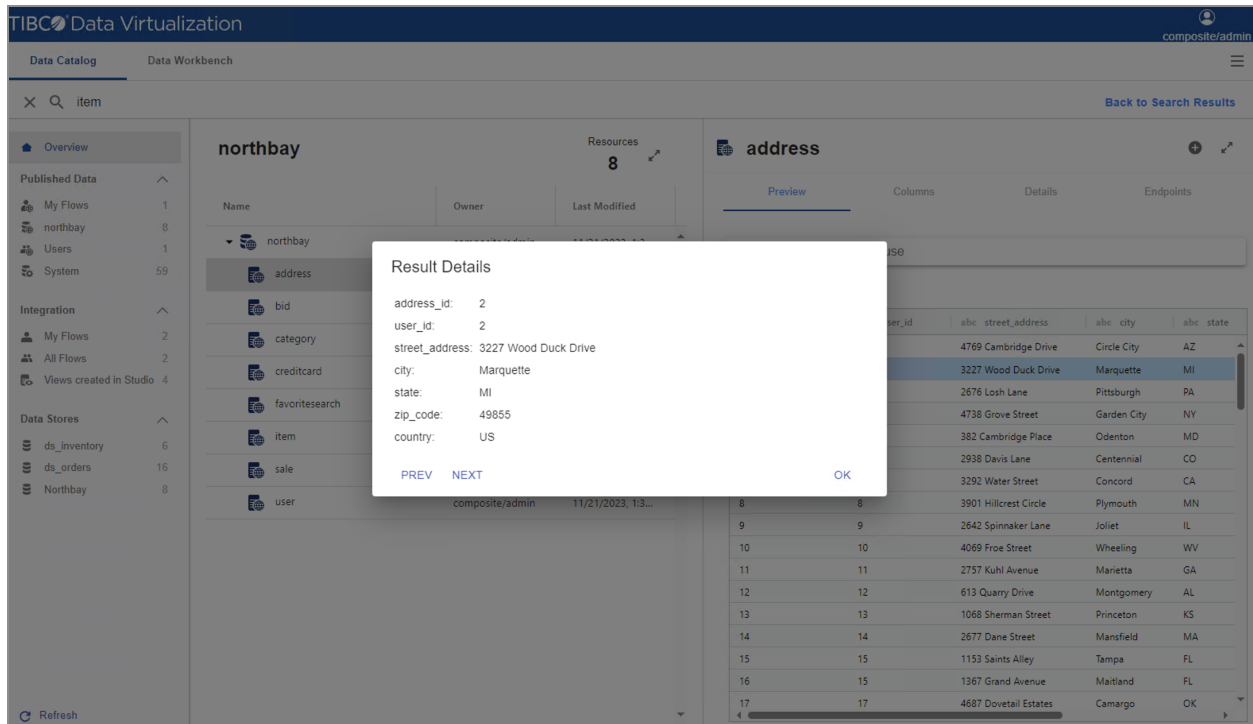 TIBCO Data Virtualization
composite/admin
Data Catalog Data Workbench
item
Back to Search Results
Overview
Published Data
My Flows 1
northbay 8
Users 1
System 59
Integration
My Flows 2
All Flows 2
Views created in Studio 4
Data Stores
ds_inventory 6
ds_orders 16
Northbay 8
Refresh
northbay
Resources
8
Name Owner Last Modified
northbay
address
bid
category
creditcard
favoritesearch
item
sale
user composite/admin 11/21/2023, 1:3...
Result Details
address_id: 2
user_id: 2
street_address: 3227 Wood Duck Drive
city: Marquette
state: MI
zip_code: 49855
country: US
PREV NEXT OK
address
Preview Columns Details Endpoints
abc street_address abc city abc state
4769 Cambridge Drive Circle City AZ
3227 Wood Duck Drive Marquette MI
2676 Losh Lane Pittsburgh PA
4738 Grove Street Garden City NY
382 Cambridge Place Odenton MD
2938 Davis Lane Centennial CO
3292 Water Street Concord CA
8 8 3901 Hillcrest Circle Plymouth MN
9 9 2642 Spinnaker Lane Joliet IL
10 10 4069 Froe Street Wheeling WV
11 11 2757 Kuhl Avenue Marietta GA
12 12 613 Quarry Drive Montgomery AL
13 13 1068 Sherman Street Princeton KS
14 14 2677 Dane Street Mansfield MA
15 15 1153 Saints Alley Tampa FL
16 15 1367 Grand Avenue Maitland FL
17 17 4687 Dovetail Estates Camargo OK